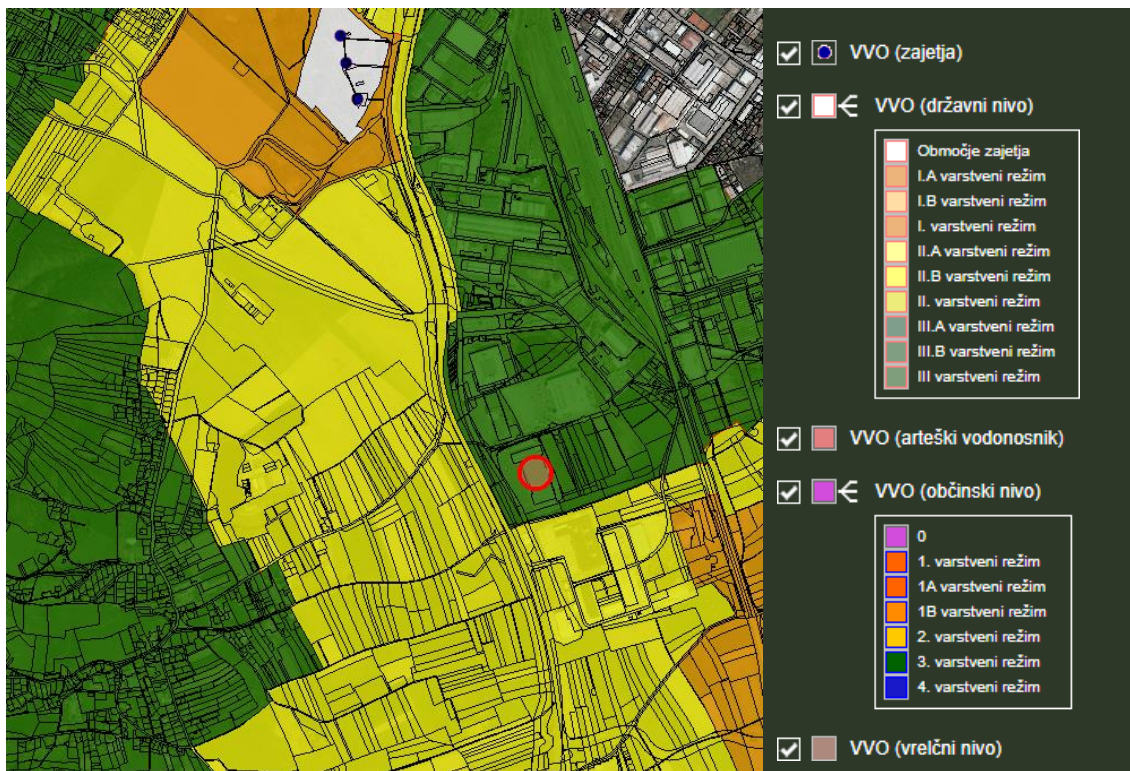 VVO (zajetja)
VVO (državni nivo)
Območje zajetja
I.A varstveni režim
I.B varstveni režim
I. varstveni režim
II.A varstveni režim
II.B varstveni režim
II. varstveni režim
III.A varstveni režim
III.B varstveni režim
III varstveni režim
VVO (arteški vodonosnik)
VVO (občinski nivo)
0
1. varstveni režim
1A varstveni režim
1B varstveni režim
2. varstveni režim
3. varstveni režim
4. varstveni režim
VVO (vrelčni nivo)